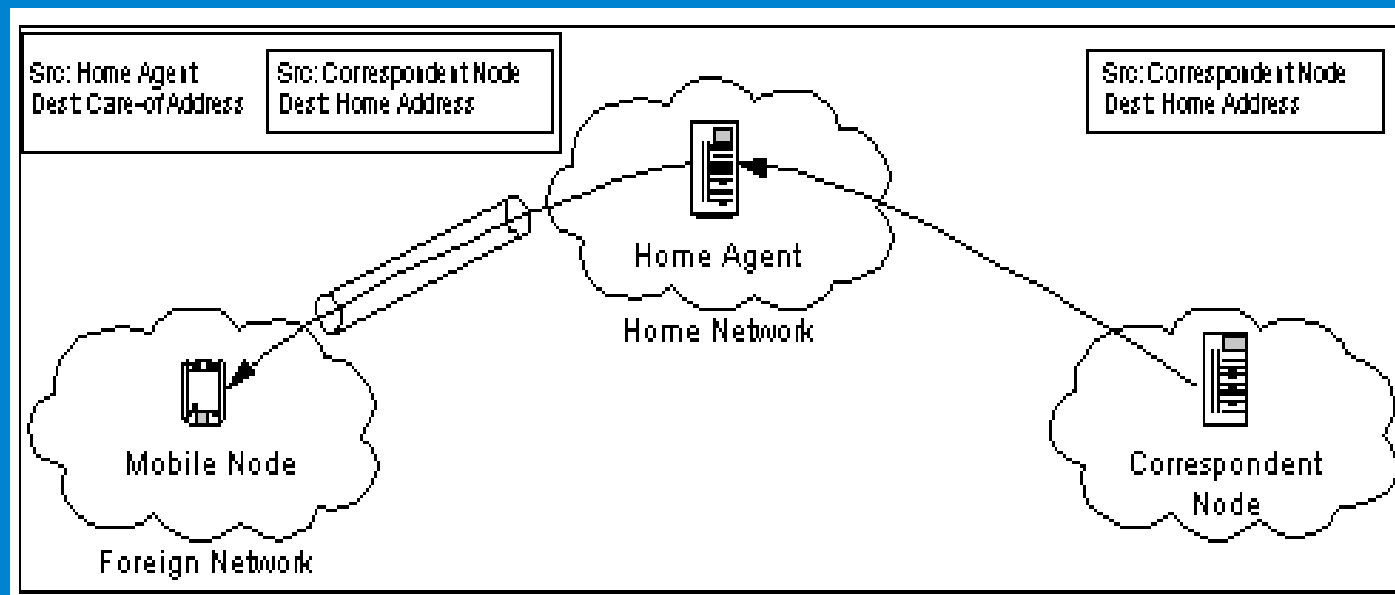 Src: Home Agent
Dest: Care-of Address
Src: Correspondent Node
Dest: Home Address
Src: Correspondent Node
Dest: Home Address
Home Agent
Home Network
Mobile Node
Foreign Network
Correspondent
Node